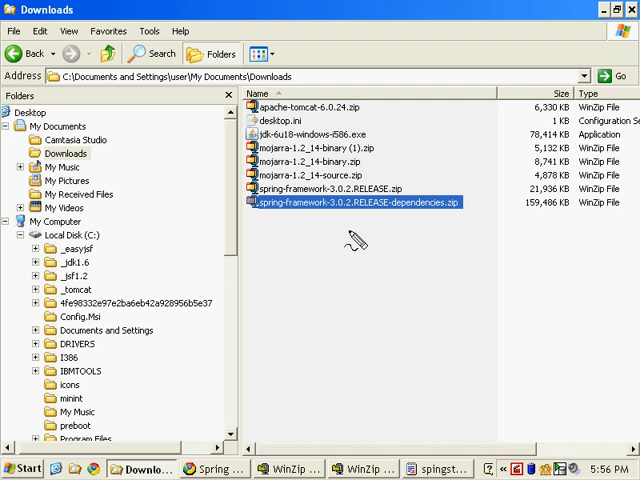 Downloads
File Edit View Favorites Tools Help
Back Search Folders
Address C:\Documents and Settings\user\My Documents\Downloads Go
Folders
Desktop
My Documents
Camtasia Studio
Downloads
My Music
My Pictures
My Received Files
My Videos
My Computer
Local Disk (C:)
_easyjsf
_jdk1.6
_jsf1.2
_tomcat
4fe98332e97e2ba6eb42a928956b5e37
Config.Msi
Documents and Settings
DRIVERS
I386
IBMTOOLS
icons
minint
My Music
preboot
Program Files
Name Size Type
apache-tomcat-6.0.24.zip 6,330 KB WinZip File
desktop.ini 1 KB Configuration Se
jdk-6u18-windows-i586.exe 78,414 KB Application
mojarra-1.2_14-binary (1).zip 5,132 KB WinZip File
mojarra-1.2_14-binary.zip 8,741 KB WinZip File
mojarra-1.2_14-source.zip 4,878 KB WinZip File
spring-framework-3.0.2.RELEASE.zip 21,936 KB WinZip File
spring-framework-3.0.2.RELEASE-dependencies.zip 159,486 KB WinZip File
Start Downlo... Spring ... WinZip ... WinZip ... spingst... 5:56 PM